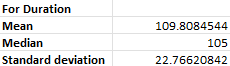 For Duration
Mean 109.8084544
Median 105
Standard deviation 22.76620842